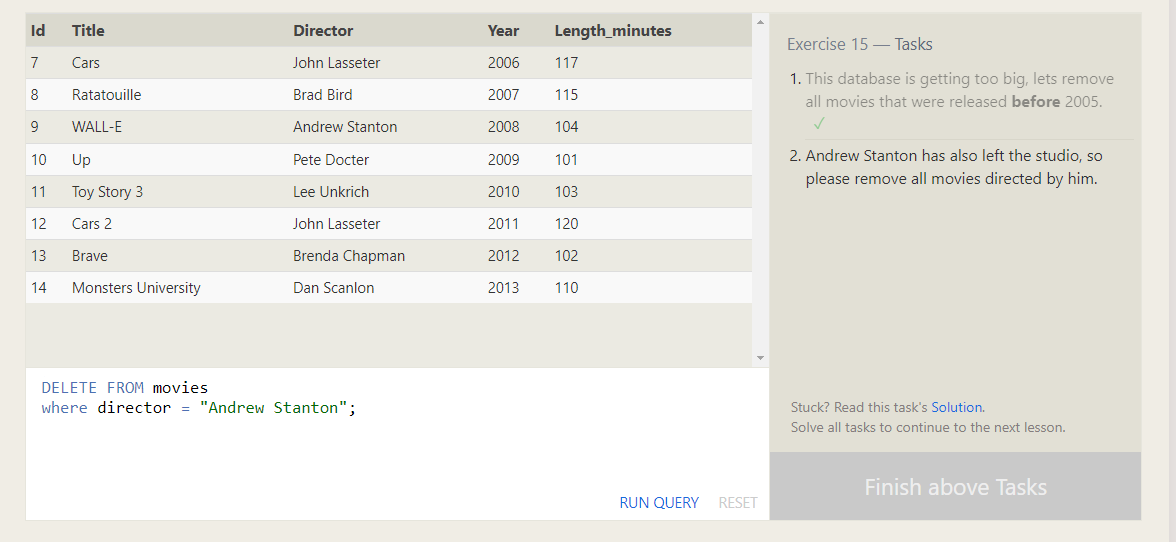 Id Title Director Year Length_minutes
7 Cars John Lasseter 2006 117
8 Ratatouille Brad Bird 2007 115
9 WALL-E Andrew Stanton 2008 104
10 Up Pete Docter 2009 101
11 Toy Story 3 Lee Unkrich 2010 103
12 Cars 2 John Lasseter 2011 120
13 Brave Brenda Chapman 2012 102
14 Monsters University Dan Scanlon 2013 110
DELETE FROM movies
where director = "Andrew Stanton";
RUN QUERY RESET
Exercise 15 — Tasks
1. This database is getting too big, lets remove
all movies that were released before 2005.
✓
2. Andrew Stanton has also left the studio, so
please remove all movies directed by him.
Stuck? Read this task's Solution.
Solve all tasks to continue to the next lesson.
Finish above Tasks